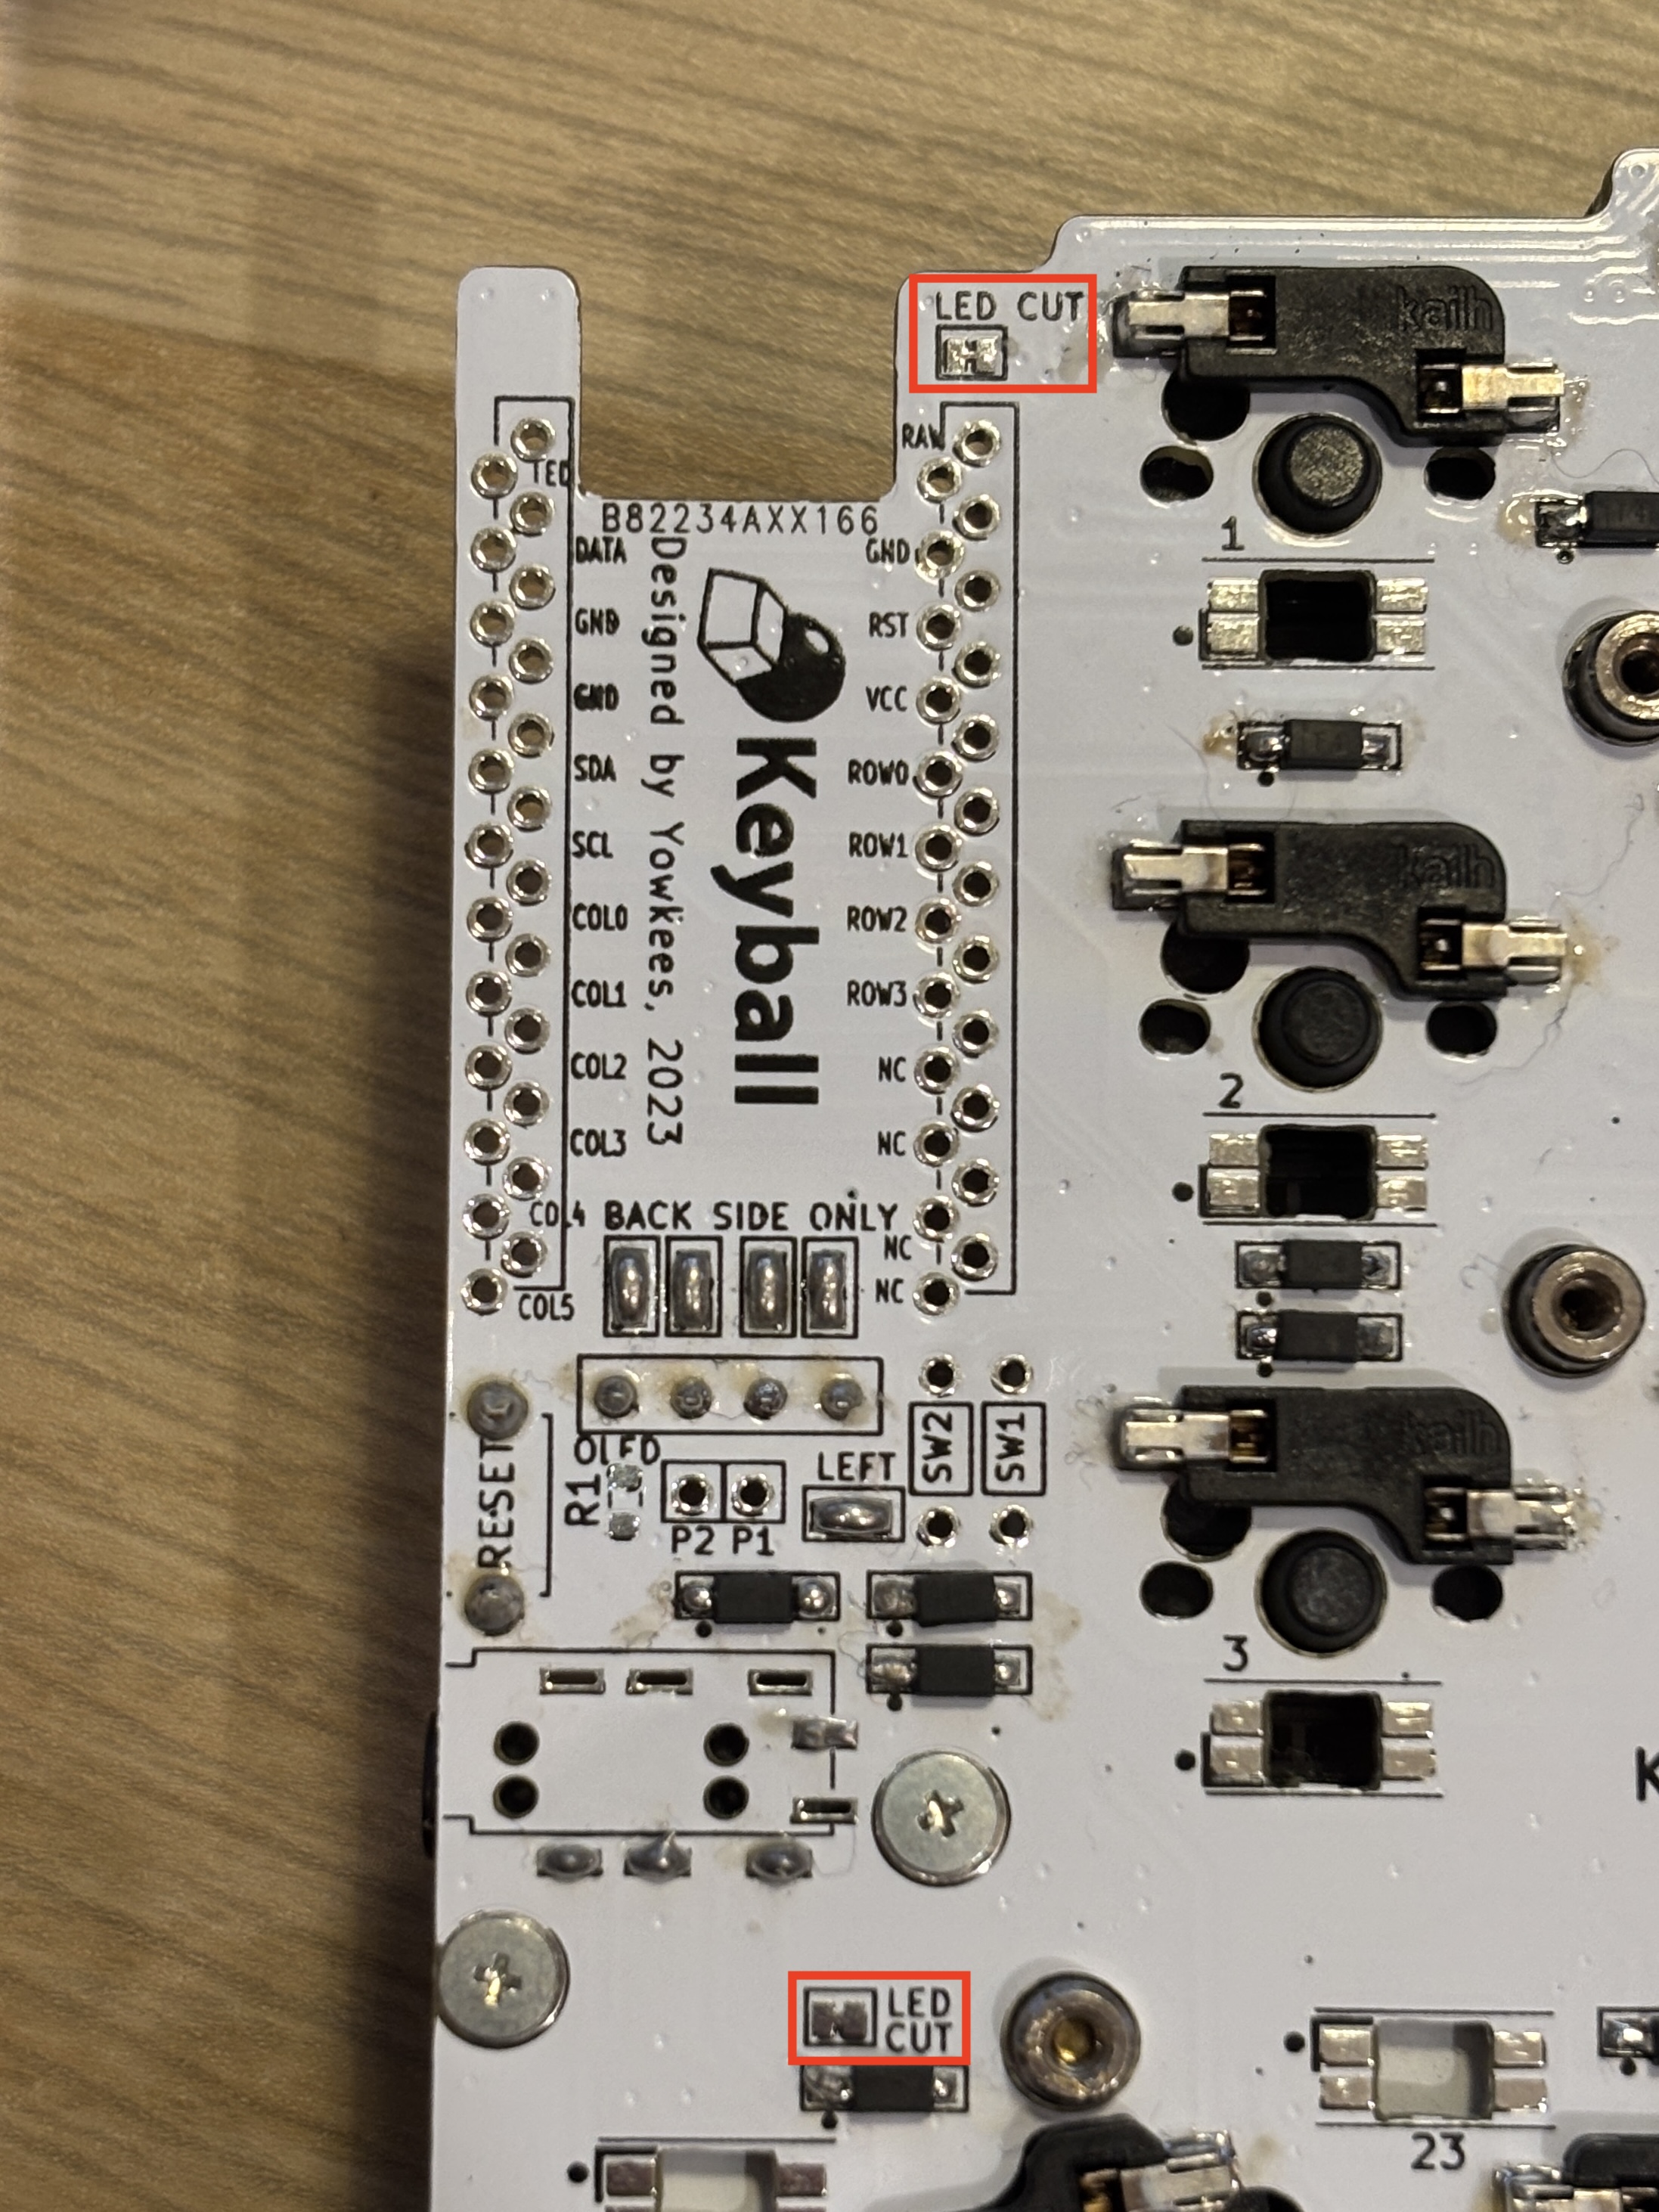 LED CUT
kailh
RAW
LED
B82234AXX166
DATA
GND
GND
RST
GND
VCC
SDA
ROW0
SCL
ROW1
COL0
ROW2
COL1
ROW3
COL2
NC
COL3
NC
Designed by Yowkees, 2023
Keyball
1
kailh
2
COL4
BACK SIDE ONLY
NC
COL5
NC
kailh
OLED
RESET
R1
P2
P1
LEFT
SW2
SW1
3
K
LED
CUT
23